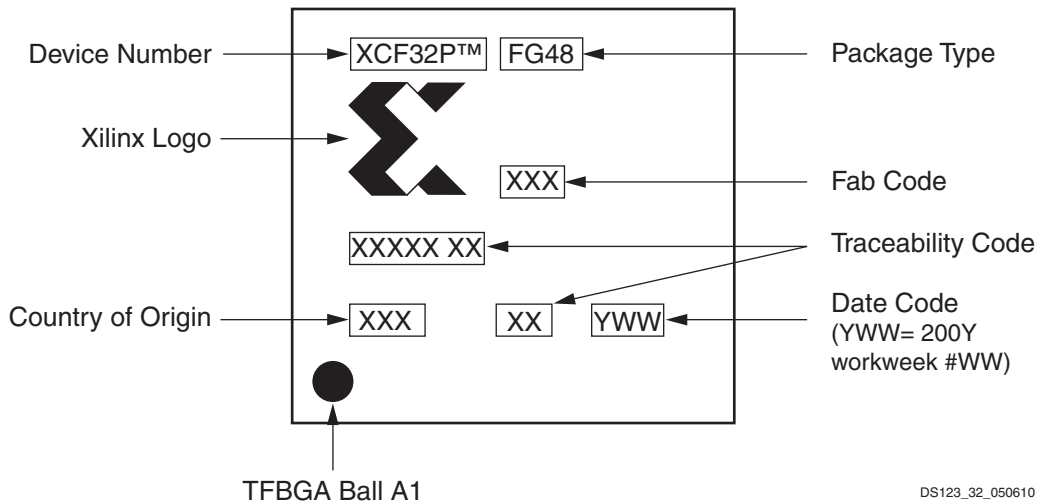 Device Number
XCF32P™
FG48
Package Type
Xilinx Logo
XXX
Fab Code
XXXXX XX
Traceability Code
Country of Origin
XXX
XX
YWW
Date Code
(YWW= 200Y
workweek #WW)
TFBGA Ball A1
DS123_32_050610